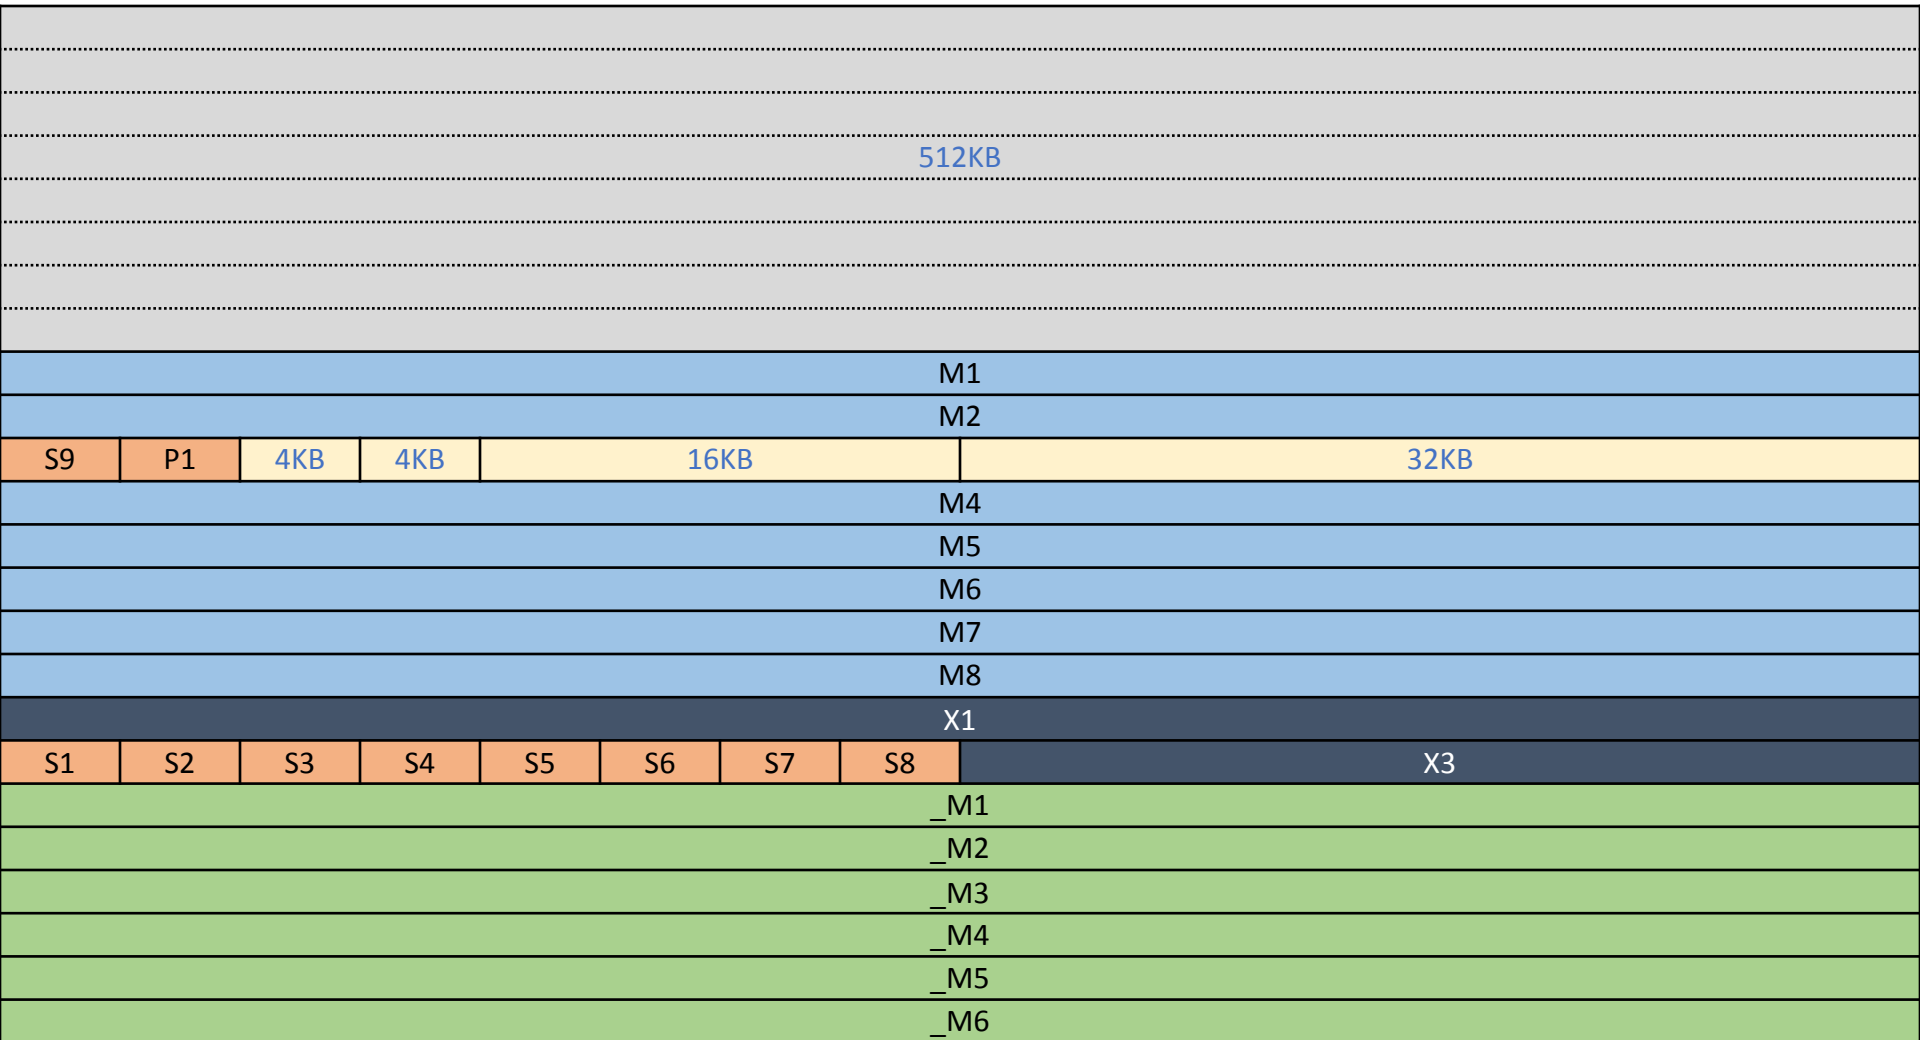 512KB
M1
M2
S9 P1 4KB 4KB 16KB 32KB
M4
M5
M6
M7
M8
X1
S1 S2 S3 S4 S5 S6 S7 S8 X3
_M1
_M2
_M3
_M4
_M5
_M6